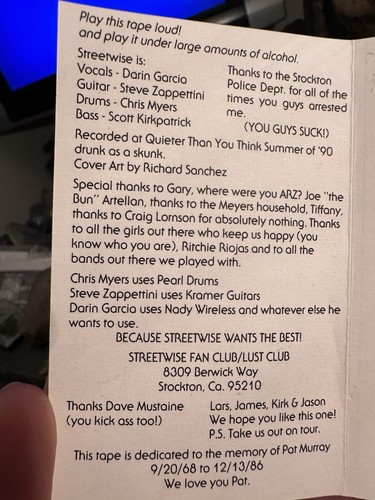 Play this tape loud!
and play it under large amounts of alcohol.
Streetwise is:
Vocals - Darin Garcia
Guitar - Steve Zappettini
Drums - Chris Myers
Bass - Scott Kirkpatrick
Thanks to the Stockton
Police Dept. for all of the
times you guys arrested
me.
(YOU GUYS SUCK!)
Recorded at Quieter Than You Think Summer of '90
drunk as a skunk.
Cover Art by Richard Sanchez
Special thanks to Gary, where were you ARZ? Joe "the
Bun" Artellan, thanks to the Meyers household, Tiffany,
thanks to Craig Lornson for absolutely nothing. Thanks
to all the girls out there who keep us happy (you
know who you are), Ritchie Riojas and to all the
bands out there we played with.
Chris Myers uses Pearl Drums
Steve Zappettini uses Kramer Guitars
Darin Garcia uses Nady Wireless and whatever else he
wants to use.
BECAUSE STREETWISE WANTS THE BEST!
STREETWISE FAN CLUB/LUST CLUB
8309 Berwick Way
Stockton, Ca. 95210
Thanks Dave Mustaine
(you kick ass too!)
Lars, James, Kirk & Jason
We hope you like this one!
P.S. Take us out on tour.
This tape is dedicated to the memory of Pat Murray
9/20/68 to 12/13/86
We love you Pat.